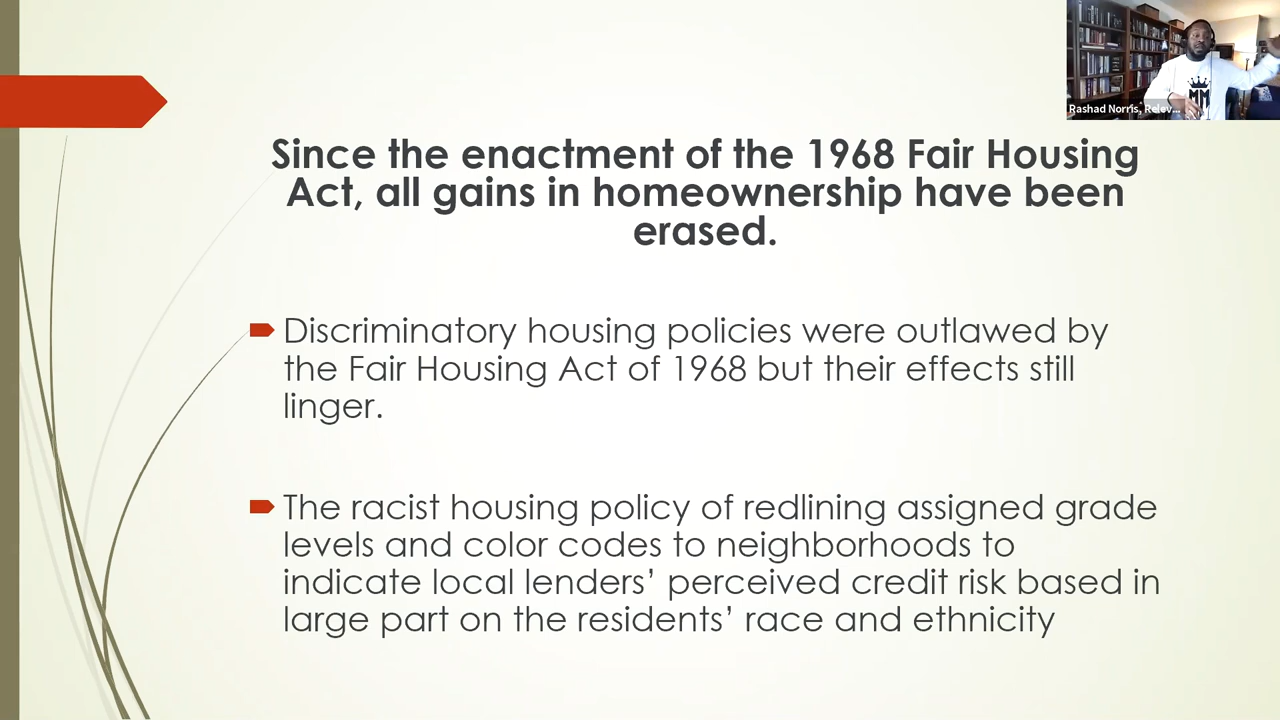 Rashad Norris, Relev...
Since the enactment of the 1968 Fair Housing
Act, all gains in homeownership have been
erased.
Discriminatory housing policies were outlawed by
the Fair Housing Act of 1968 but their effects still
linger.
The racist housing policy of redlining assigned grade
levels and color codes to neighborhoods to
indicate local lenders’ perceived credit risk based in
large part on the residents’ race and ethnicity